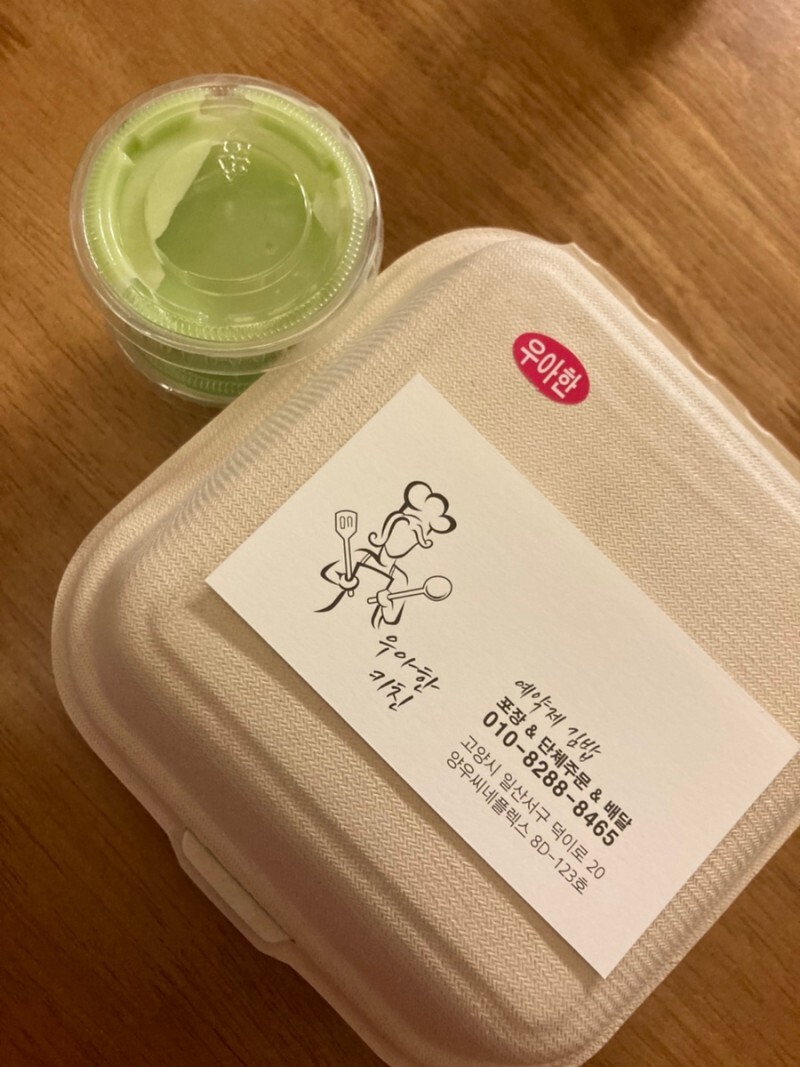 우아한
우아한
키친
예약제 김밥
포장 & 단체주문 & 배달
010-8288-8465
고양시 일산서구 덕이로 20
양우씨네플렉스 8D-123호